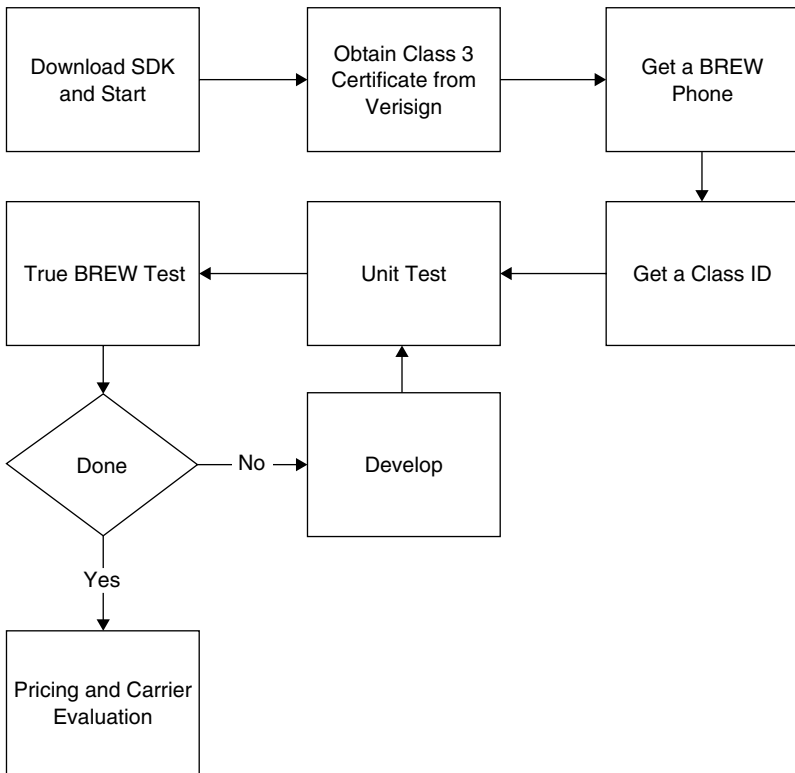 Download SDK
and Start
Obtain Class 3
Certificate from
Verisign
Get a BREW
Phone
True BREW Test
Unit Test
Get a Class ID
Done
No
Develop
Yes
Pricing and Carrier
Evaluation